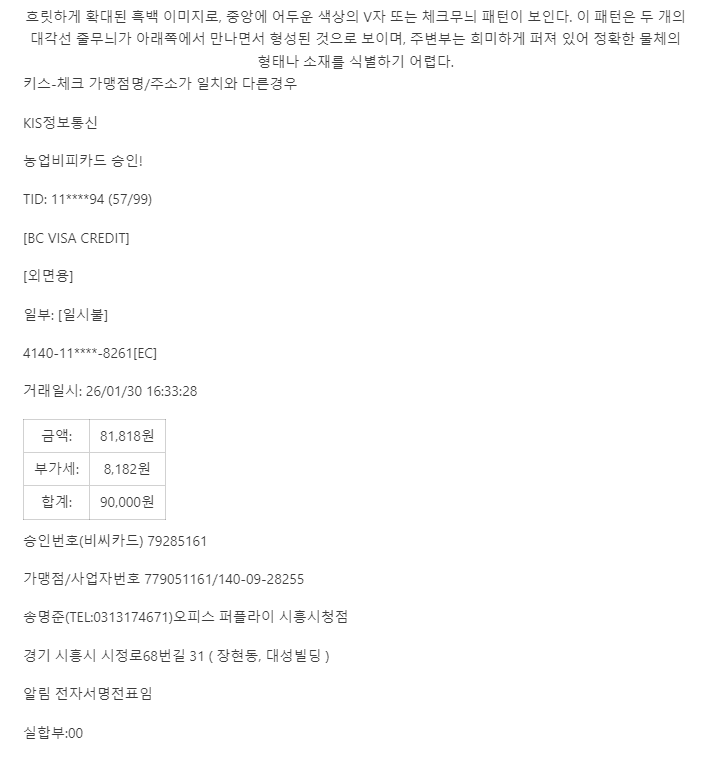 흐릿하게 확대된 흑백 이미지로, 중앙에 어두운 색상의 V자 또는 체크무늬 패턴이 보인다. 이 패턴은 두 개의
대각선 줄무늬가 아래쪽에서 만나면서 형성된 것으로 보이며, 주변부는 희미하게 퍼져 있어 정확한 물체의
형태나 소재를 식별하기 어렵다.
키스-체크 가맹점명/주소가 일치와 다른경우
KIS정보통신
농업비피카드 승인!
TID: 11****94 (57/99)
[BC VISA CREDIT]
[외면용]
일부: [일시불]
4140-11****-8261[EC]
거래일시: 26/01/30 16:33:28
금액: 81,818원
부가세: 8,182원
합계: 90,000원
승인번호(비씨카드) 79285161
가맹점/사업자번호 779051161/140-09-28255
송명준(TEL:0313174671)오피스 퍼플라이 시흥시청점
경기 시흥시 시정로68번길 31 ( 장현동, 대성빌딩 )
알림 전자서명전표임
실합부:00